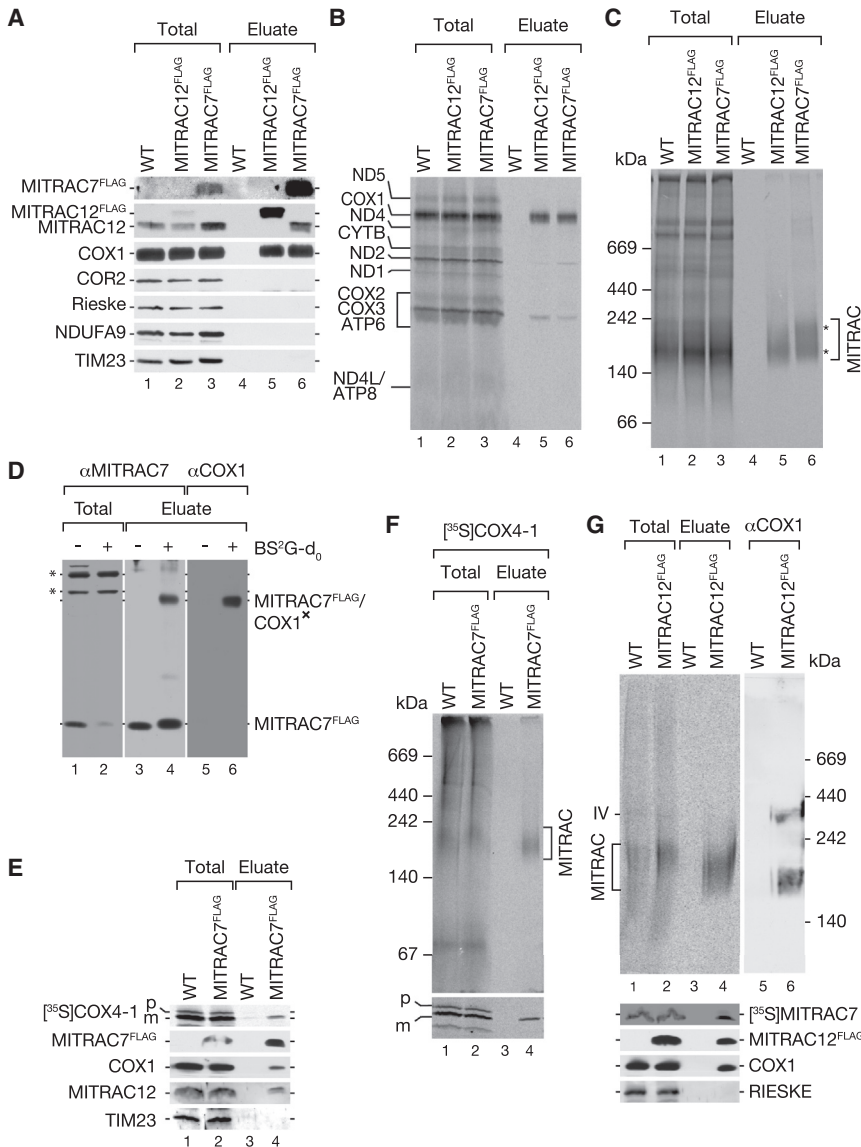 A
Total Eluate
WT MITRAC12FLAG MITRAC7FLAG WT MITRAC12FLAG MITRAC7FLAG
MITRAC7FLAG
MITRAC12FLAG
MITRAC12
COX1
COR2
Rieske
NDUFA9
TIM23
1 2 3 4 5 6
B
Total Eluate
WT MITRAC12FLAG MITRAC7FLAG WT MITRAC12FLAG MITRAC7FLAG
ND5
COX1
ND4
CYTB
ND2
ND1
COX2
COX3
ATP6
ND4L/
ATP8
1 2 3 4 5 6
C
Total Eluate
WT MITRAC12FLAG MITRAC7FLAG WT MITRAC12FLAG MITRAC7FLAG
kDa
669
440
242
140
66
*
*
MITRAC
1 2 3 4 5 6
D
αMITRAC7 αCOX1
Total Eluate
- + - + - + BS²G-d₀
*
*
MITRAC7FLAG/
COX1×
MITRAC7FLAG
1 2 3 4 5 6
E
Total Eluate
WT MITRAC7FLAG WT MITRAC7FLAG
[³⁵S]COX4-1 p
m
MITRAC7FLAG
COX1
MITRAC12
TIM23
1 2 3 4
F
[³⁵S]COX4-1
Total Eluate
WT MITRAC7FLAG WT MITRAC7FLAG
kDa
669
440
242
140
67
MITRAC
p
m
1 2 3 4
G
Total Eluate αCOX1
WT MITRAC12FLAG WT MITRAC12FLAG WT MITRAC12FLAG
kDa
669
440
242
140
IV
MITRAC
1 2 3 4 5 6
[³⁵S]MITRAC7
MITRAC12FLAG
COX1
RIESKE